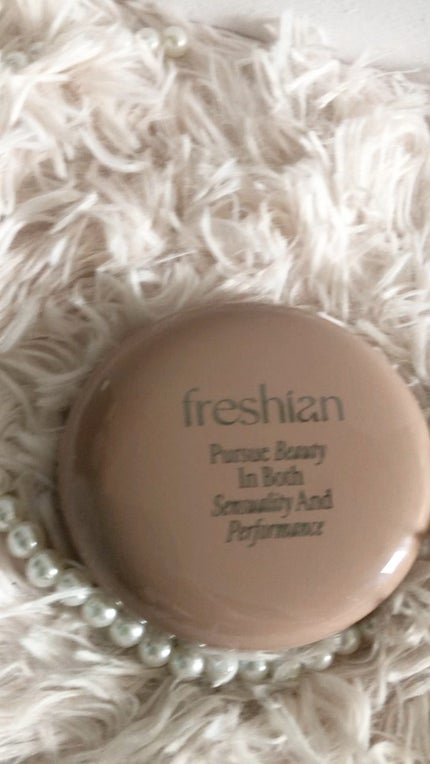 freshian
Pursue Beauty
In Both
Sensuality And
Performance